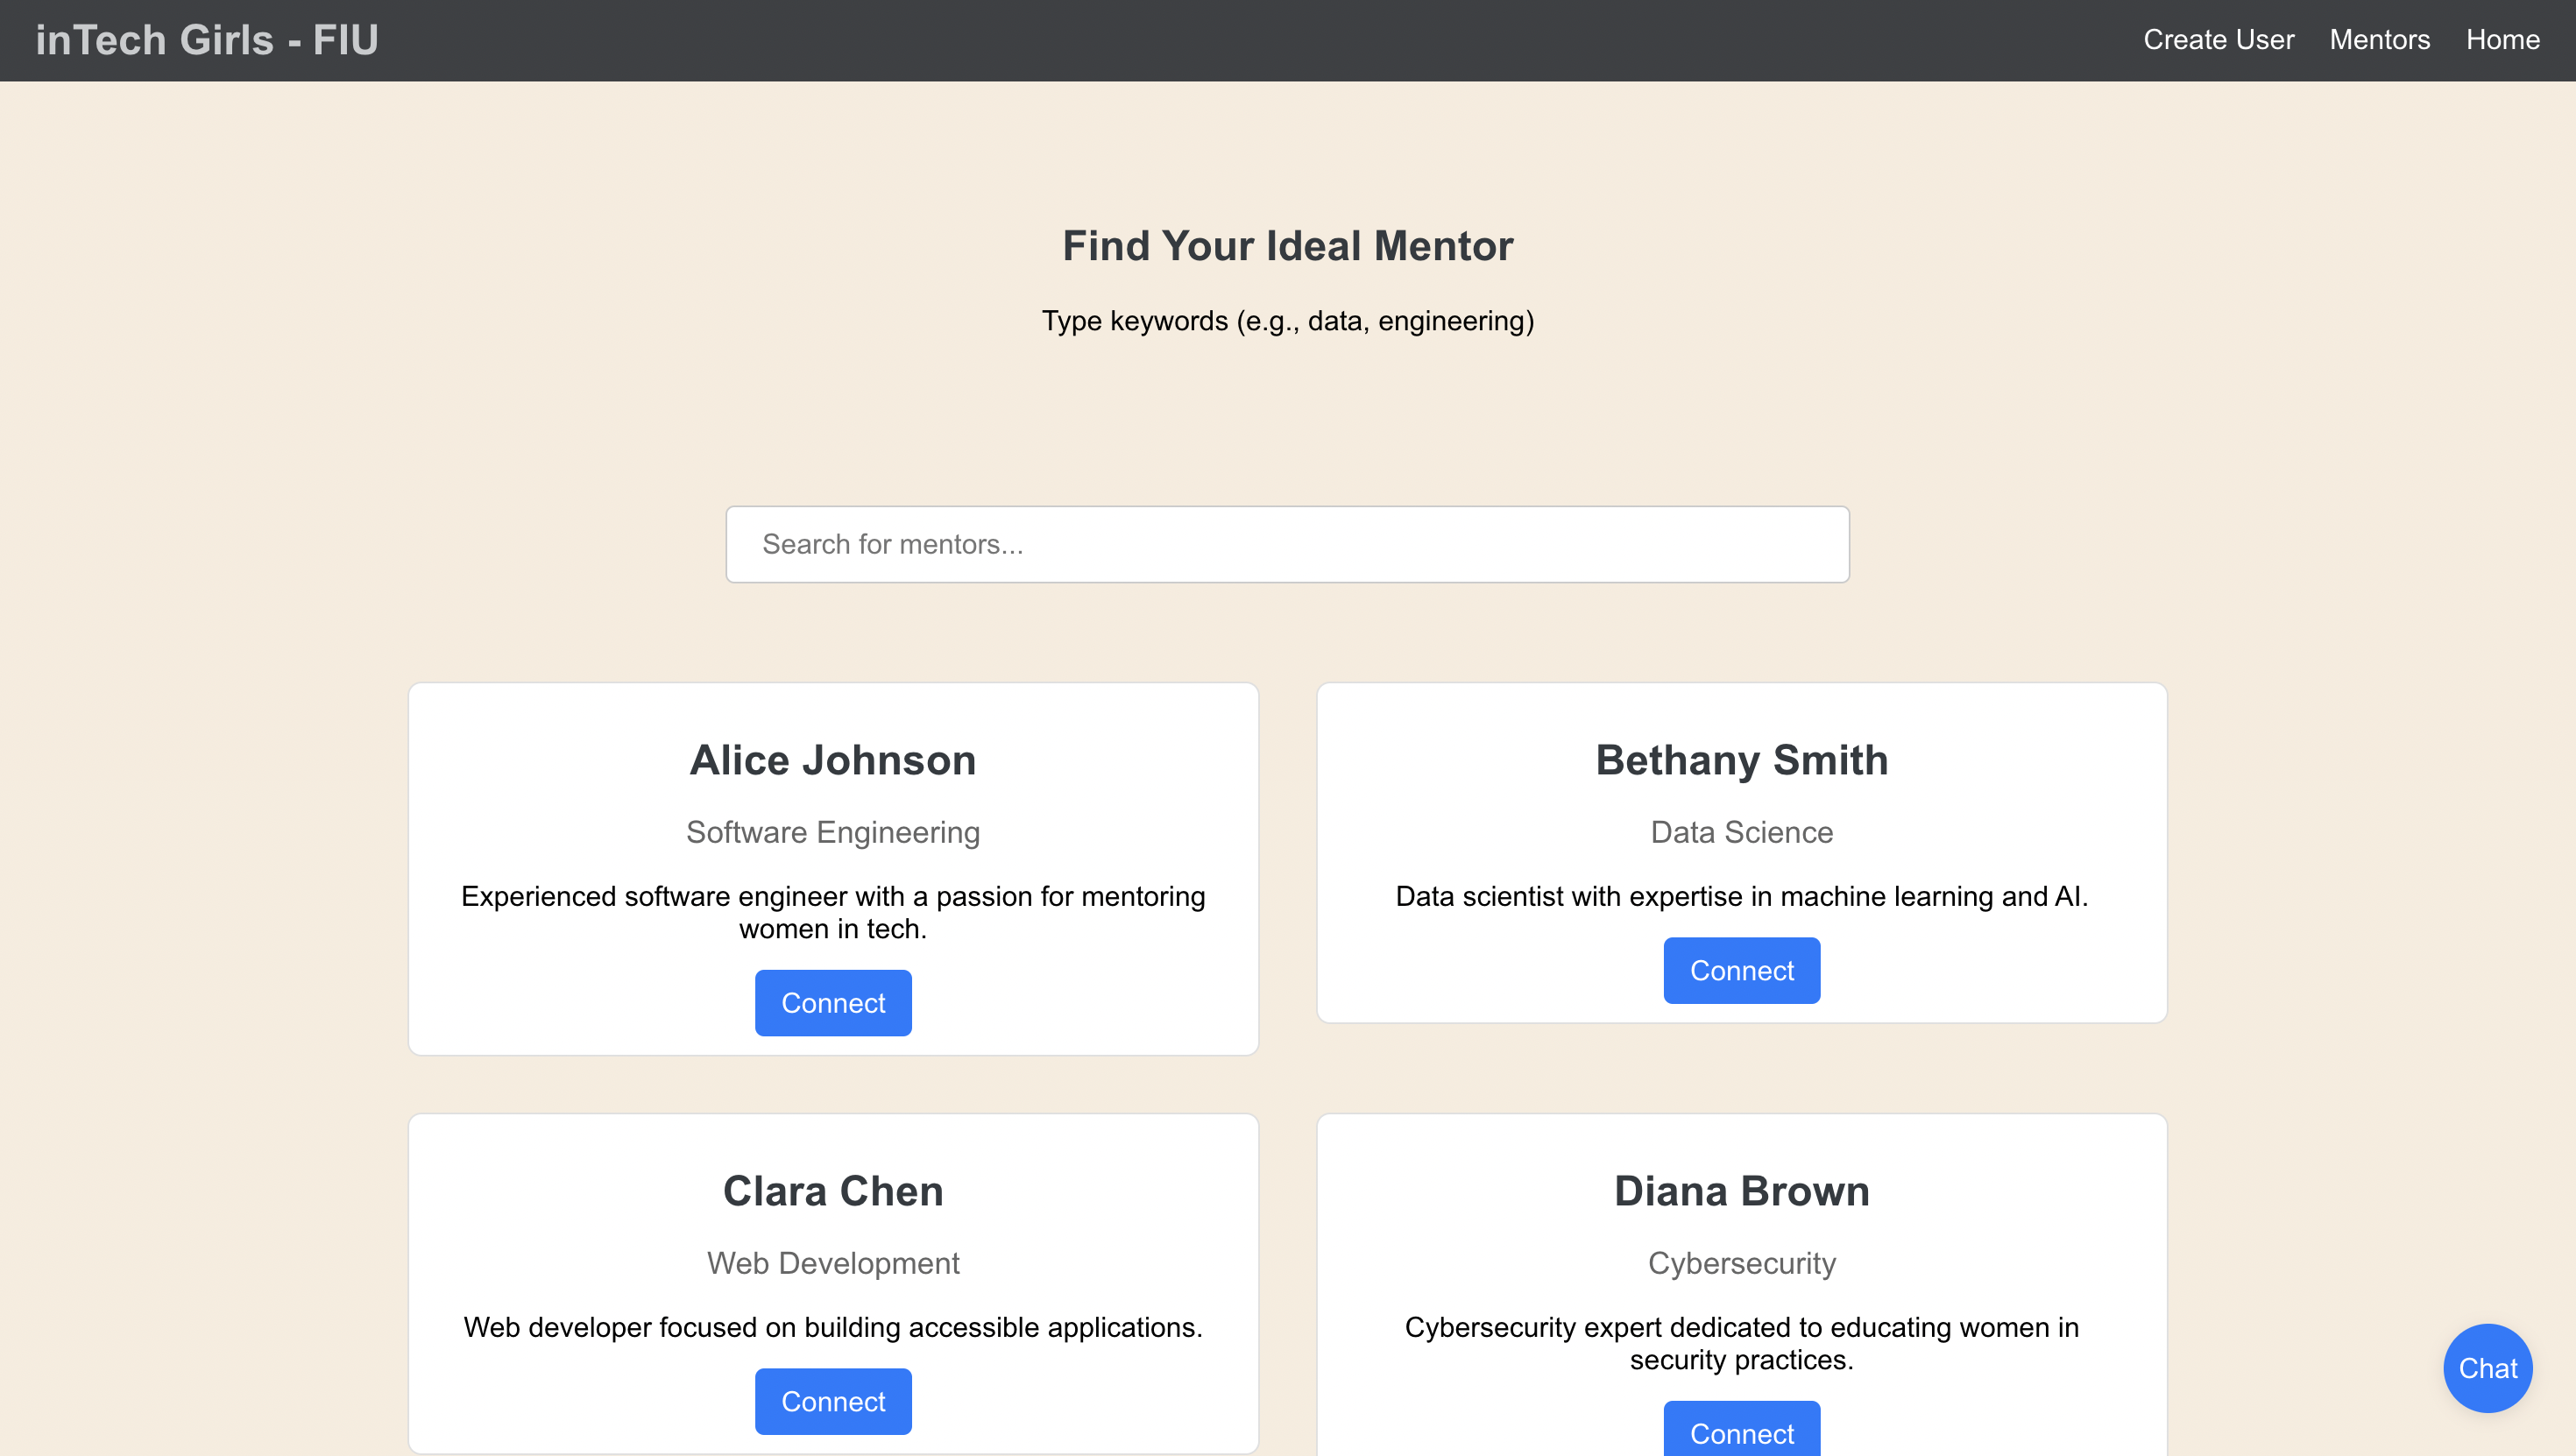 inTech Girls - FIU
Create User
Mentors
Home
Find Your Ideal Mentor
Type keywords (e.g., data, engineering)
Search for mentors...
Alice Johnson
Software Engineering
Experienced software engineer with a passion for mentoring
women in tech.
Connect
Bethany Smith
Data Science
Data scientist with expertise in machine learning and AI.
Connect
Clara Chen
Web Development
Web developer focused on building accessible applications.
Connect
Diana Brown
Cybersecurity
Cybersecurity expert dedicated to educating women in
security practices.
Connect
Chat